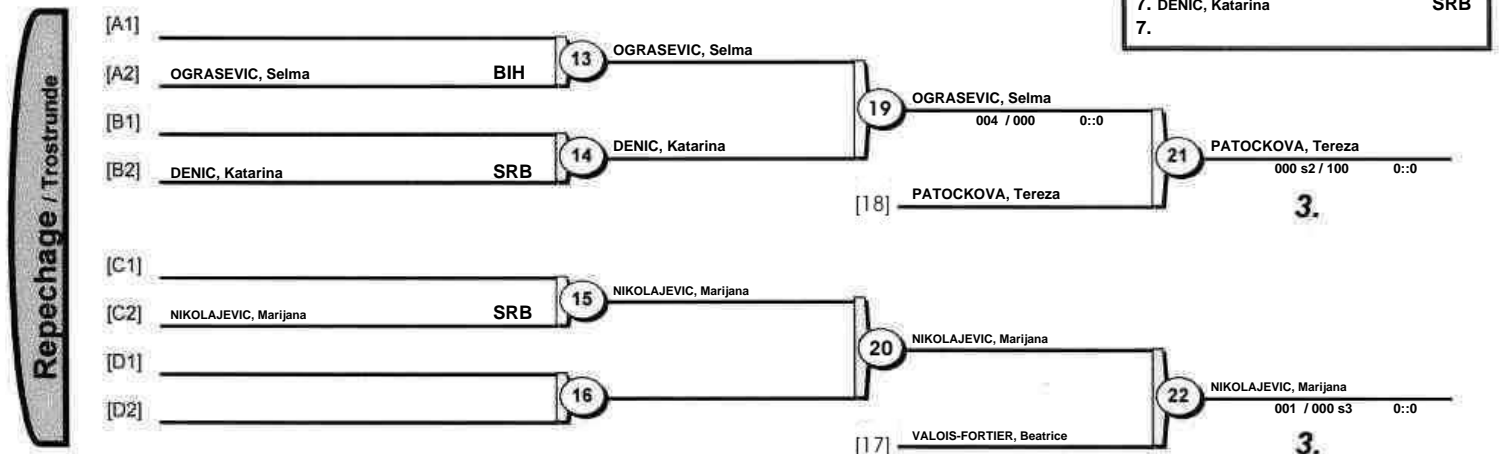 7. DENIC, Katarina SRB
7.
Repechage / Trostrunde
[A1]
13 OGRASEVIC, Selma
[A2] OGRASEVIC, Selma BIH
19 OGRASEVIC, Selma
004 / 000 0::0
[B1]
14 DENIC, Katarina
21 PATOCKOVA, Tereza
000 s2 / 100 0::0
[B2] DENIC, Katarina SRB
[18] PATOCKOVA, Tereza
3.
[C1]
15 NIKOLAJEVIC, Marijana
[C2] NIKOLAJEVIC, Marijana SRB
20 NIKOLAJEVIC, Marijana
[D1]
16
22 NIKOLAJEVIC, Marijana
001 / 000 s3 0::0
[D2]
[17] VALOIS-FORTIER, Beatrice
3.